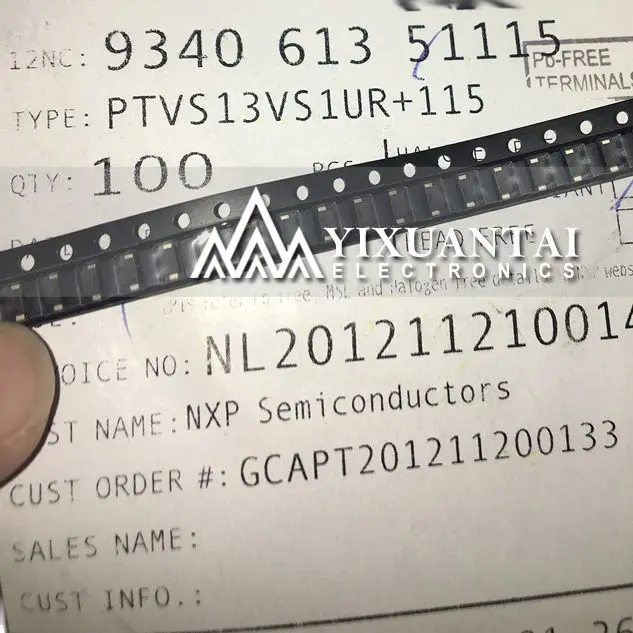 12NC: 9340 613 51115
Pb-FREE
TERMINALS
TYPE: PTVS13VS1UR+115
QTY: 100
YIXUANTAI
ELECTRONICS
OICE NO: NL201211210014
ST NAME: NXP Semiconductors
CUST ORDER #: GCAPT201211200133
SALES NAME:
CUST INFO.: